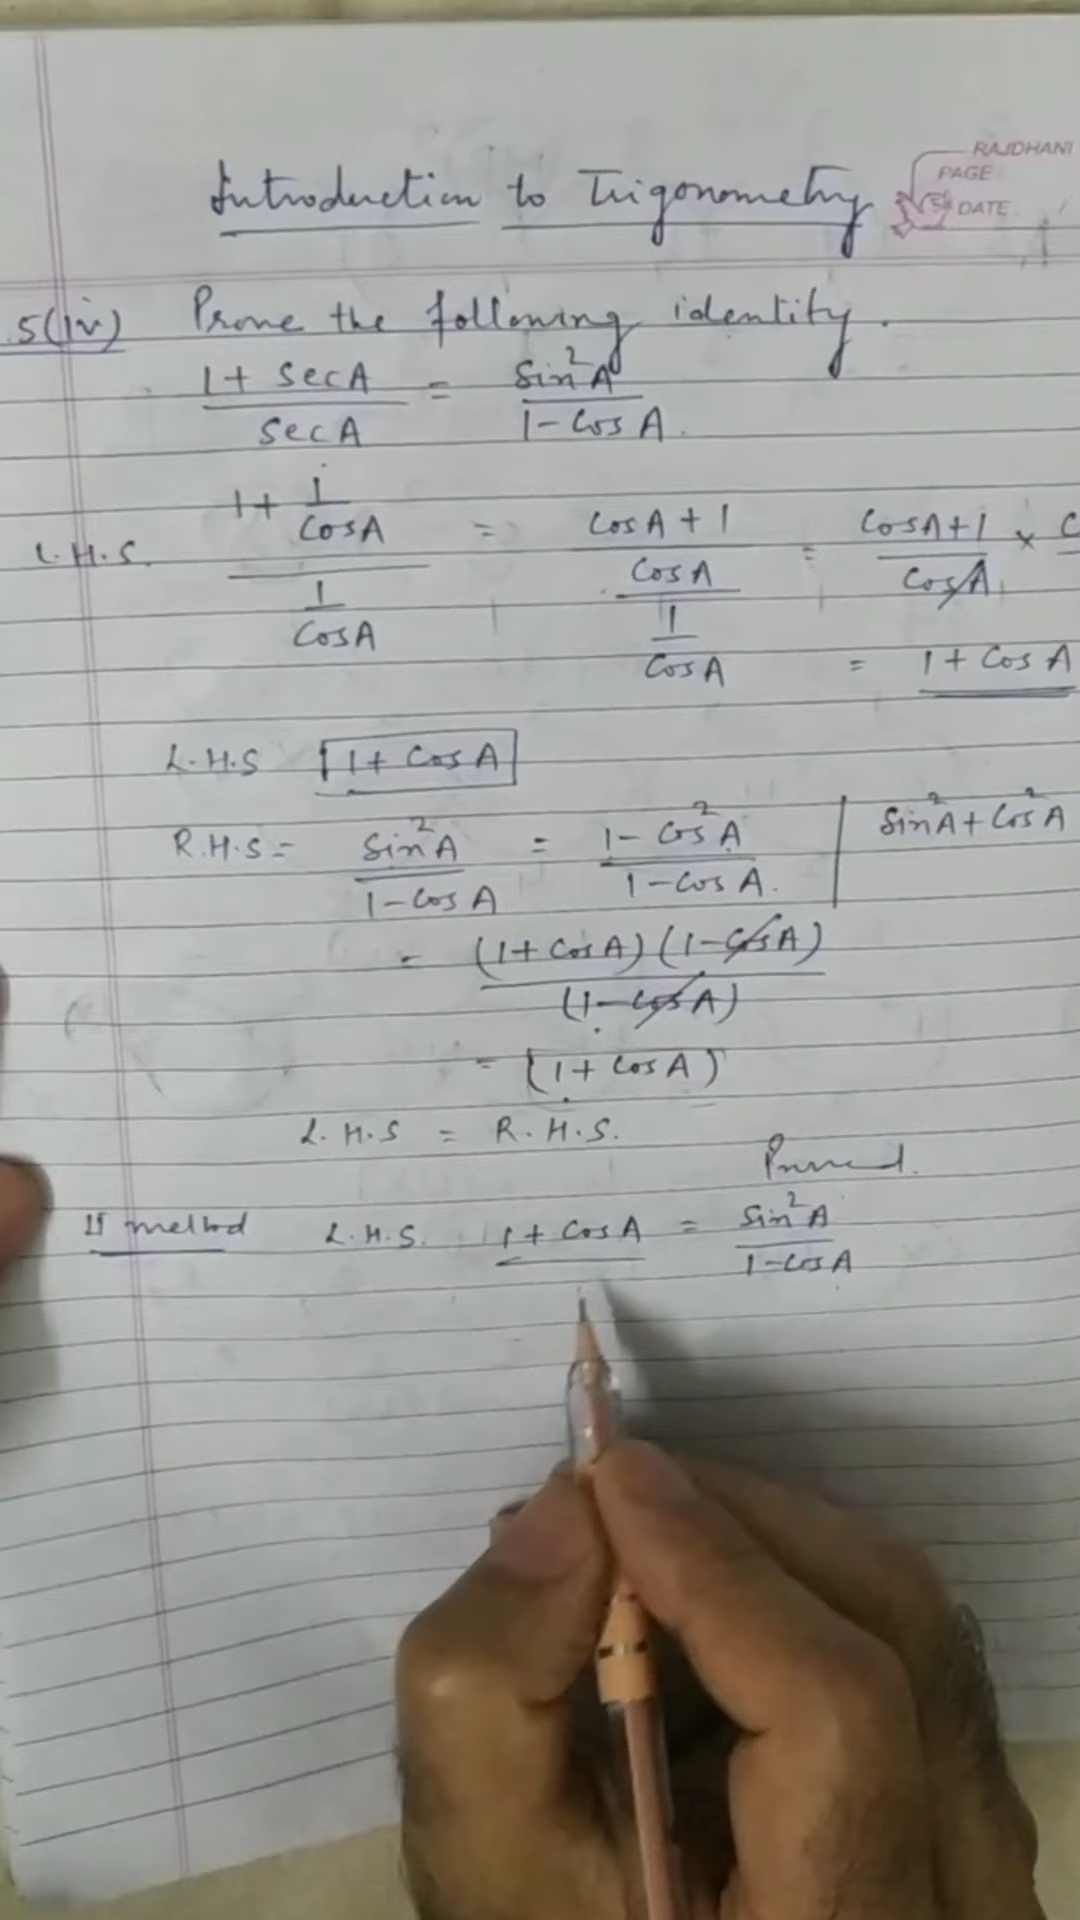 Introduction to Trigonometry
RAJDHANI
PAGE
DATE
5(iv) Prove the following identity.
1 + secA / secA = Sin²A / 1 - CosA.
L.H.S. 1 + 1/CosA / 1/CosA = CosA + 1 / CosA / 1/CosA = CosA+1 / CosA × C
= 1 + CosA
L.H.S 1 + CosA
R.H.S = Sin²A / 1 - CosA = 1 - Cos²A / 1 - CosA. | Sin²A + Cos²A
= (1 + CosA) (1 - CosA) / (1 - CosA)
= (1 + CosA)
L.H.S = R.H.S.
Proved.
II method L.H.S. 1 + CosA = Sin²A / 1 - CosA